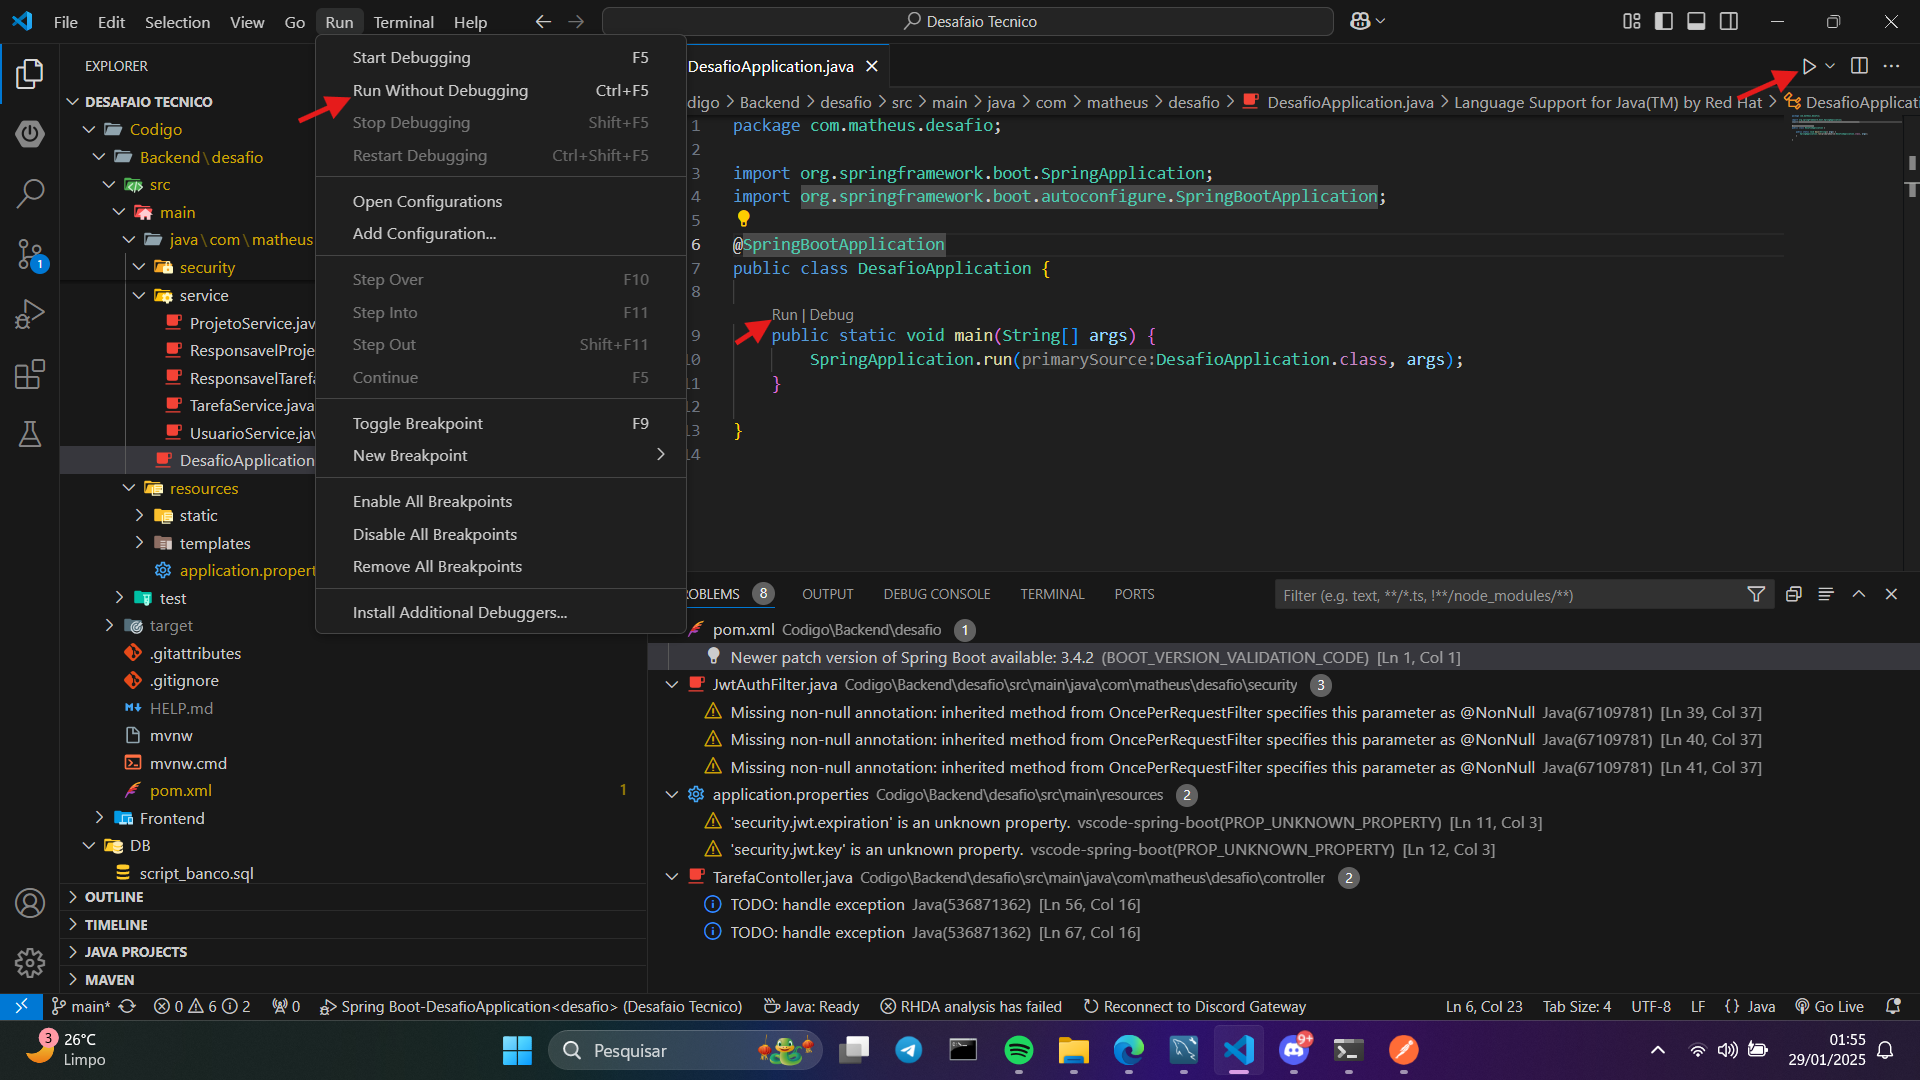 File Edit Selection View Go Run Terminal Help
Desafaio Tecnico
EXPLORER
DESAFAIO TECNICO
Codigo
Backend\desafio
src
main
java\com\matheus
security
service
ProjetoService.jav
ResponsavelProje
ResponsavelTarefa
TarefaService.java
UsuarioService.jav
DesafioApplication
resources
static
templates
application.propert
test
target
.gitattributes
.gitignore
HELP.md
mvnw
mvnw.cmd
pom.xml 1
Frontend
DB
script_banco.sql
OUTLINE
TIMELINE
JAVA PROJECTS
MAVEN
1
Start Debugging F5
Run Without Debugging Ctrl+F5
Stop Debugging Shift+F5
Restart Debugging Ctrl+Shift+F5
Open Configurations
Add Configuration...
Step Over F10
Step Into F11
Step Out Shift+F11
Continue F5
Toggle Breakpoint F9
New Breakpoint
Enable All Breakpoints
Disable All Breakpoints
Remove All Breakpoints
Install Additional Debuggers...
DesafioApplication.java
digo > Backend > desafio > src > main > java > com > matheus > desafio > DesafioApplication.java > Language Support for Java(TM) by Red Hat > DesafioApplicati
1 package com.matheus.desafio;
2
3 import org.springframework.boot.SpringApplication;
4 import org.springframework.boot.autoconfigure.SpringBootApplication;
5
6 @SpringBootApplication
7 public class DesafioApplication {
8
Run | Debug
9 public static void main(String[] args) {
10 SpringApplication.run(primarySource:DesafioApplication.class, args);
11 }
12
13 }
14
OBLEMS 8 OUTPUT DEBUG CONSOLE TERMINAL PORTS
Filter (e.g. text, **/*.ts, !**/node_modules/**)
pom.xml Codigo\Backend\desafio 1
Newer patch version of Spring Boot available: 3.4.2 (BOOT_VERSION_VALIDATION_CODE) [Ln 1, Col 1]
JwtAuthFilter.java Codigo\Backend\desafio\src\main\java\com\matheus\desafio\security 3
Missing non-null annotation: inherited method from OncePerRequestFilter specifies this parameter as @NonNull Java(67109781) [Ln 39, Col 37]
Missing non-null annotation: inherited method from OncePerRequestFilter specifies this parameter as @NonNull Java(67109781) [Ln 40, Col 37]
Missing non-null annotation: inherited method from OncePerRequestFilter specifies this parameter as @NonNull Java(67109781) [Ln 41, Col 37]
application.properties Codigo\Backend\desafio\src\main\resources 2
'security.jwt.expiration' is an unknown property. vscode-spring-boot(PROP_UNKNOWN_PROPERTY) [Ln 11, Col 3]
'security.jwt.key' is an unknown property. vscode-spring-boot(PROP_UNKNOWN_PROPERTY) [Ln 12, Col 3]
TarefaContoller.java Codigo\Backend\desafio\src\main\java\com\matheus\desafio\controller 2
TODO: handle exception Java(536871362) [Ln 56, Col 16]
TODO: handle exception Java(536871362) [Ln 67, Col 16]
main* 0 6 2 0 Spring Boot-DesafioApplication<desafio> (Desafaio Tecnico) Java: Ready RHDA analysis has failed Reconnect to Discord Gateway Ln 6, Col 23 Tab Size: 4 UTF-8 LF {} Java Go Live
3 26°C
Limpo
Pesquisar
9+
01:55
29/01/2025